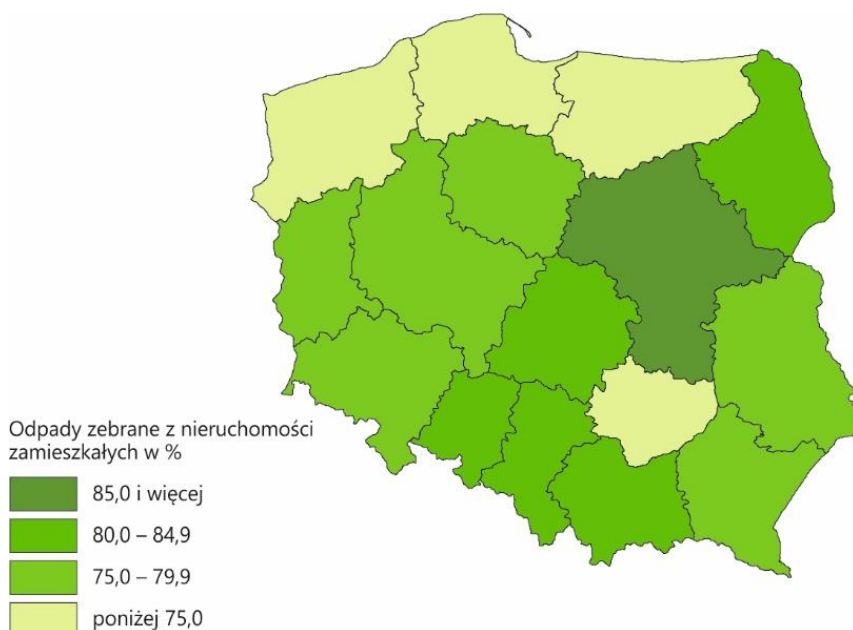 Odpady zebrane z nieruchomości
zamieszkałych w %
85,0 i więcej
80,0 – 84,9
75,0 – 79,9
poniżej 75,0